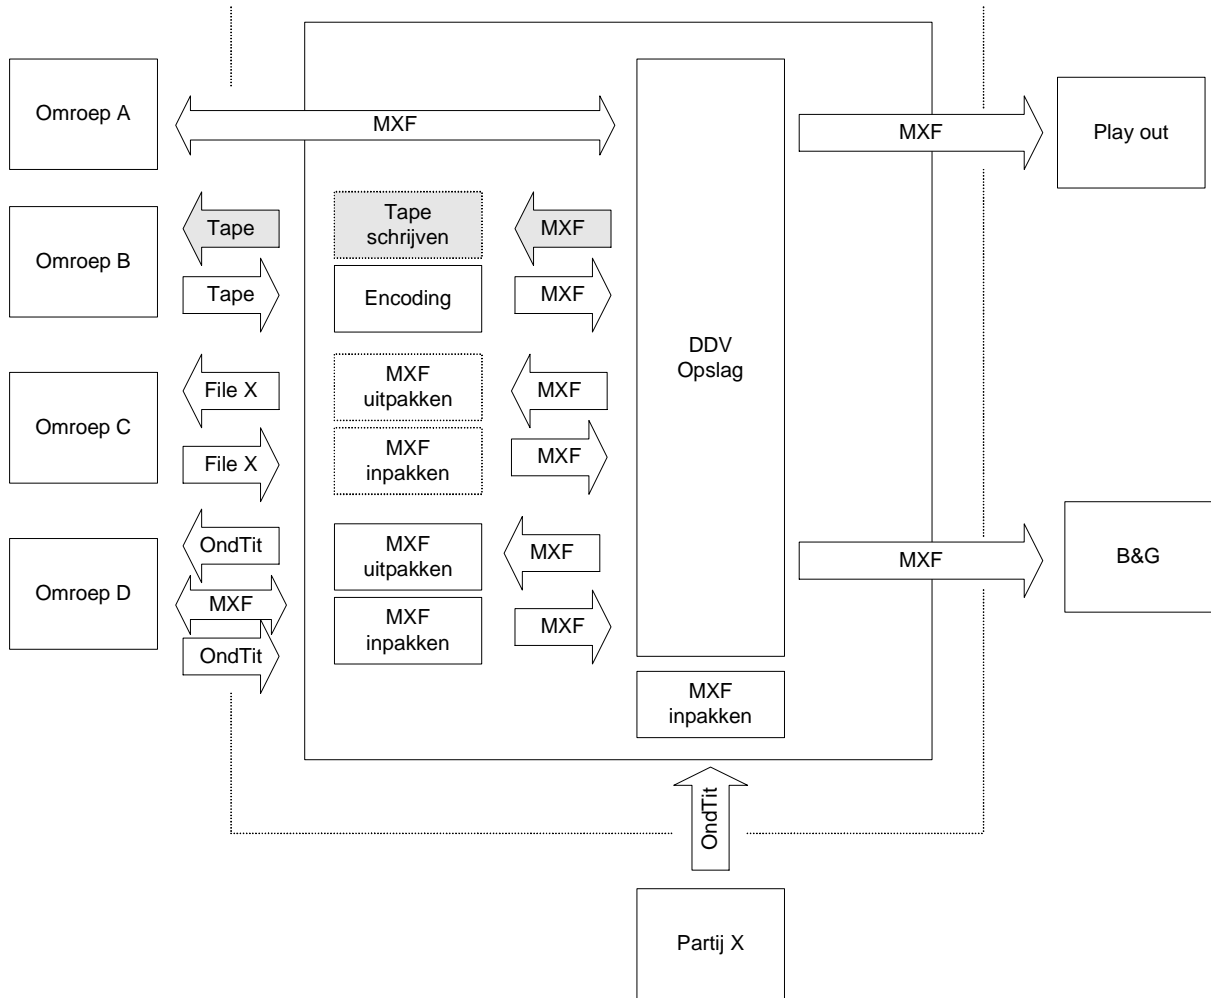 Omroep A
MXF
MXF
Play out
Omroep B
Tape
Tape
schrijven
MXF
Tape
Encoding
MXF
DDV
Opslag
Omroep C
File X
MXF
uitpakken
MXF
File X
MXF
inpakken
MXF
Omroep D
OndTit
MXF
uitpakken
MXF
MXF
B&G
MXF
OndTit
MXF
inpakken
MXF
MXF
inpakken
OndTit
Partij X